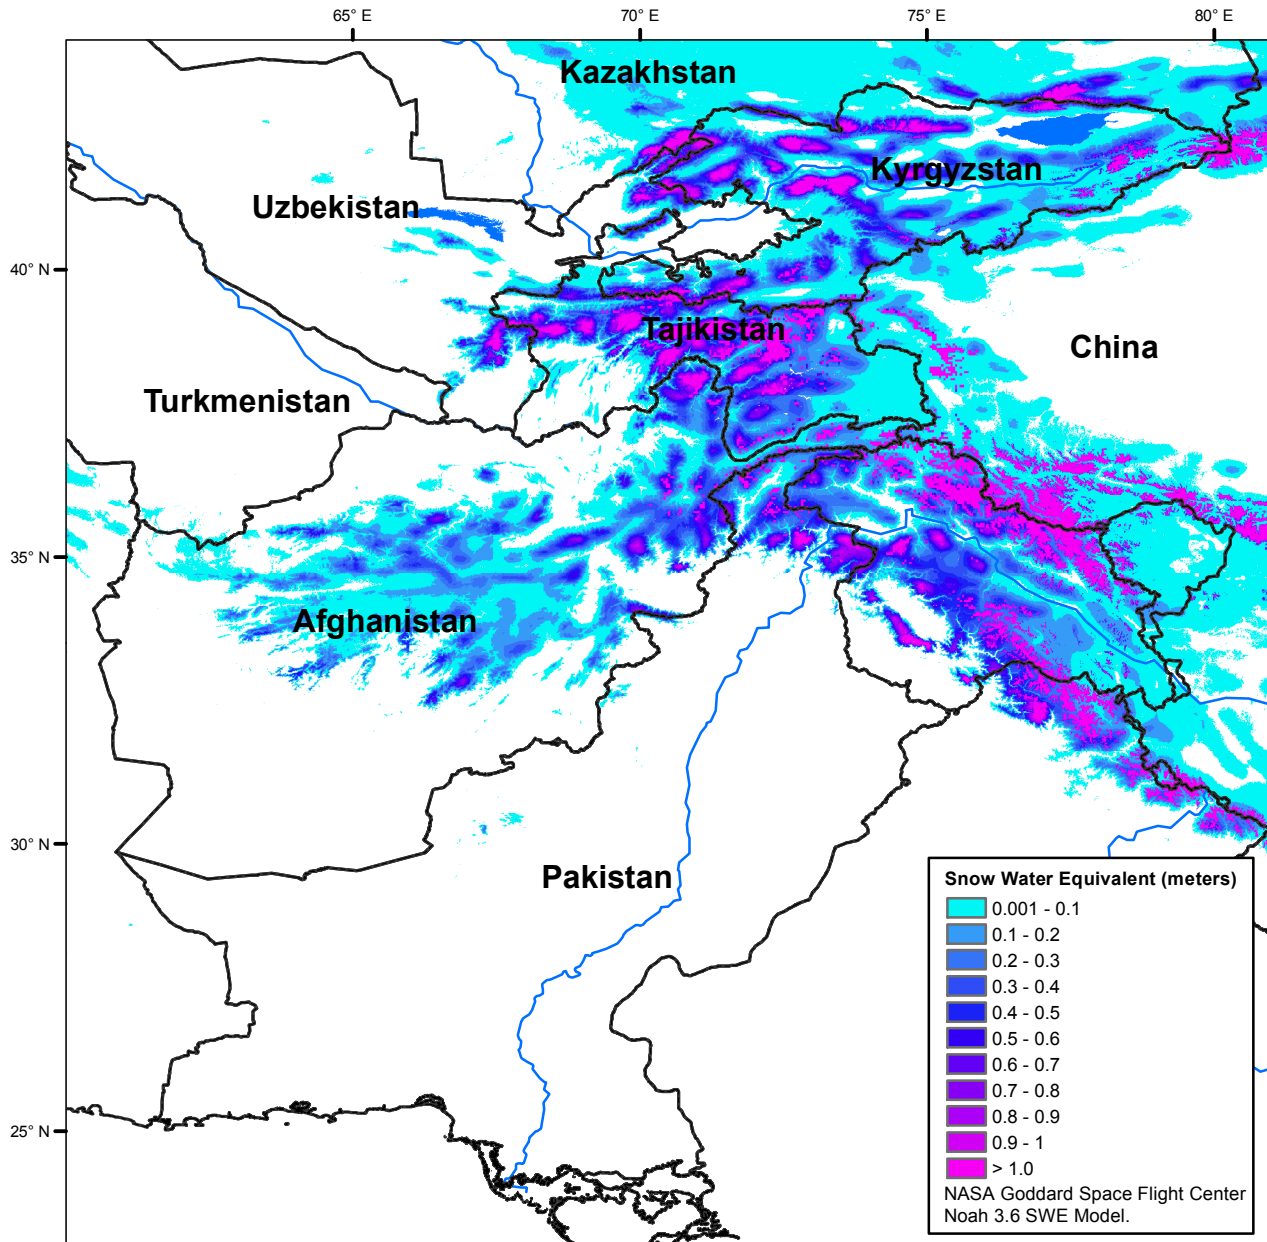 65° E
70° E
75° E
80° E
Kazakhstan
Kyrgyzstan
Uzbekistan
40° N
Tajikistan
China
Turkmenistan
35° N
Afghanistan
30° N
Pakistan
25° N
Snow Water Equivalent (meters)
0.001 - 0.1
0.1 - 0.2
0.2 - 0.3
0.3 - 0.4
0.4 - 0.5
0.5 - 0.6
0.6 - 0.7
0.7 - 0.8
0.8 - 0.9
0.9 - 1
> 1.0
NASA Goddard Space Flight Center
Noah 3.6 SWE Model.